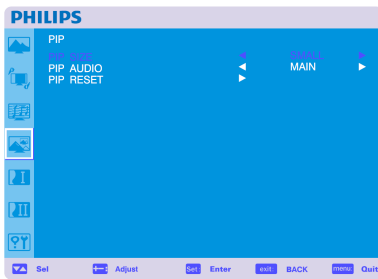 PHILIPS
PIP
PIP SIZE SMALL
PIP AUDIO MAIN
PIP RESET
Sel Adjust Set Enter exit BACK menu Quit